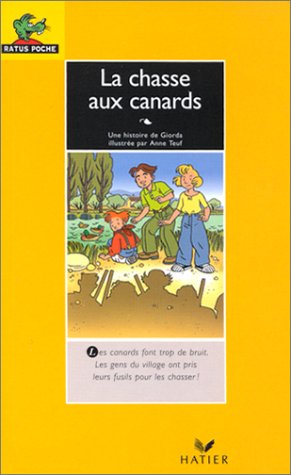 RATUS POCHE
La chasse
aux canards
Une histoire de Giorda
illustrée par Anne Teuf
Les canards font trop de bruit.
Les gens du village ont pris
leurs fusils pour les chasser !
HATIER